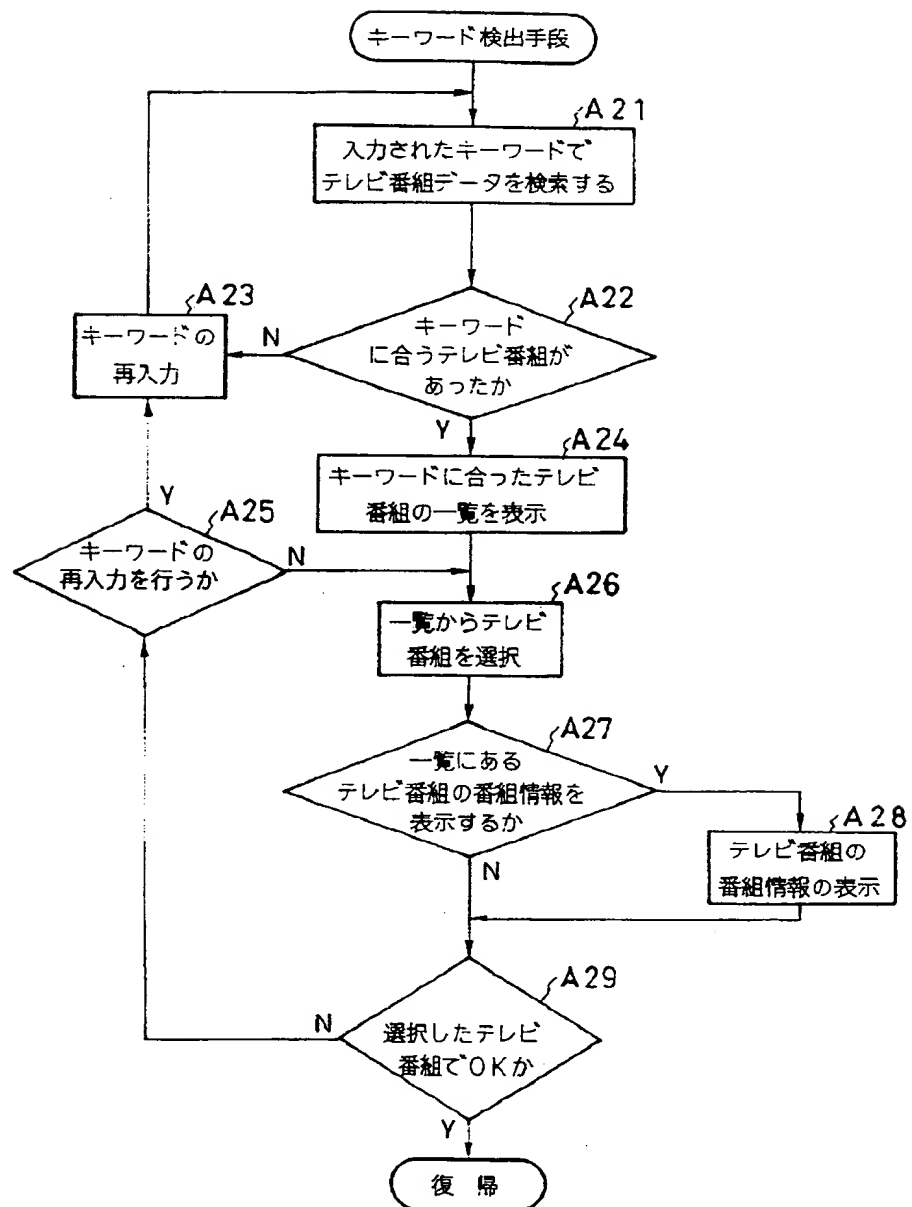 キーワード検出手段
A21
入力されたキーワードで
テレビ番組データを検索する
A23
A22
キーワードの
再入力
N
キーワード
に合うテレビ番組が
あったか
Y
A24
キーワードに合ったテレビ
番組の一覧を表示
Y
A25
キーワードの
再入力を行うか
N
A26
一覧からテレビ
番組を選択
A27
一覧にある
テレビ番組の番組情報を
表示するか
Y
A28
テレビ番組の
番組情報の表示
N
A29
N
選択したテレビ
番組でOKか
Y
復帰